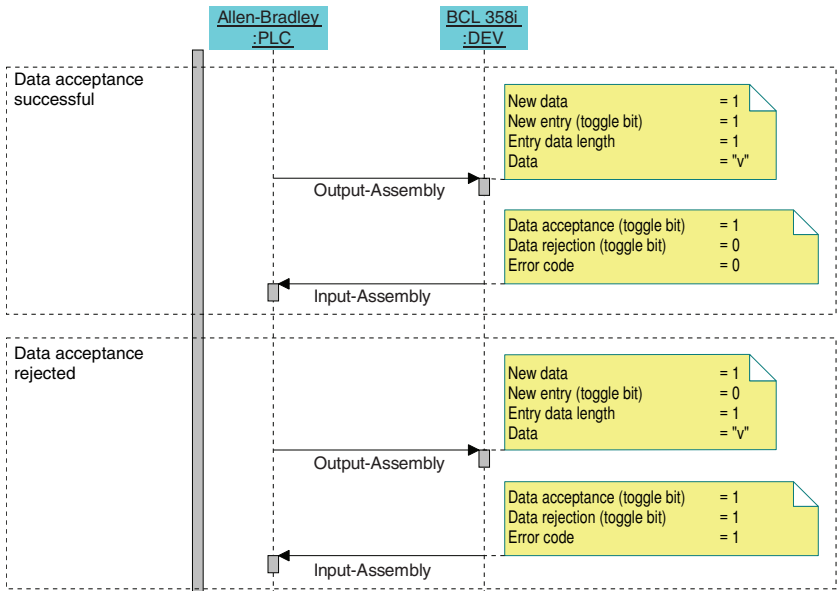 Allen-Bradley
:PLC
BCL 358i
:DEV
Data acceptance
successful
New data = 1
New entry (toggle bit) = 1
Entry data length = 1
Data = "v"
Output-Assembly
Data acceptance (toggle bit) = 1
Data rejection (toggle bit) = 0
Error code = 0
Input-Assembly
Data acceptance
rejected
New data = 1
New entry (toggle bit) = 0
Entry data length = 1
Data = "v"
Output-Assembly
Data acceptance (toggle bit) = 1
Data rejection (toggle bit) = 1
Error code = 1
Input-Assembly